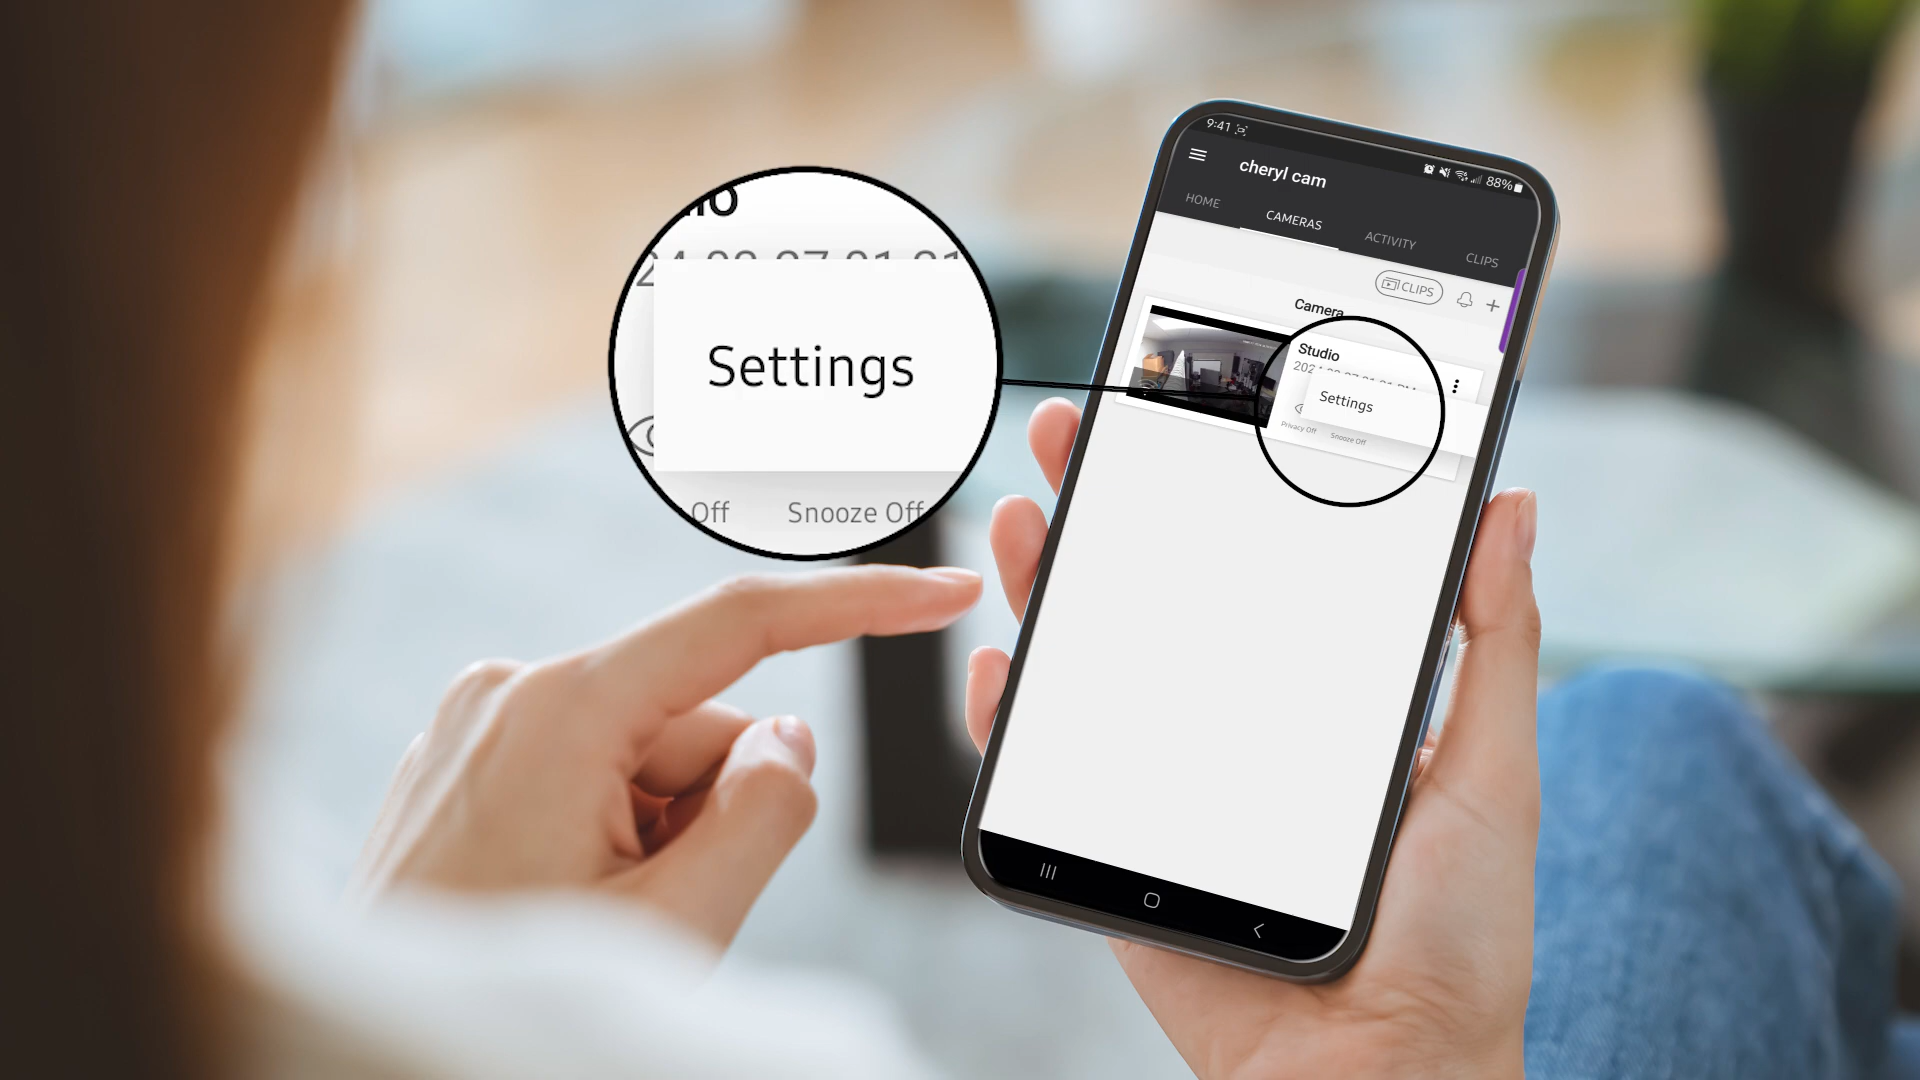 9:41
88%
cheryl cam
HOME
CAMERAS
ACTIVITY
CLIPS
CLIPS
Camera
Studio
Settings
Privacy Off
Snooze Off
Settings
Off
Snooze Off